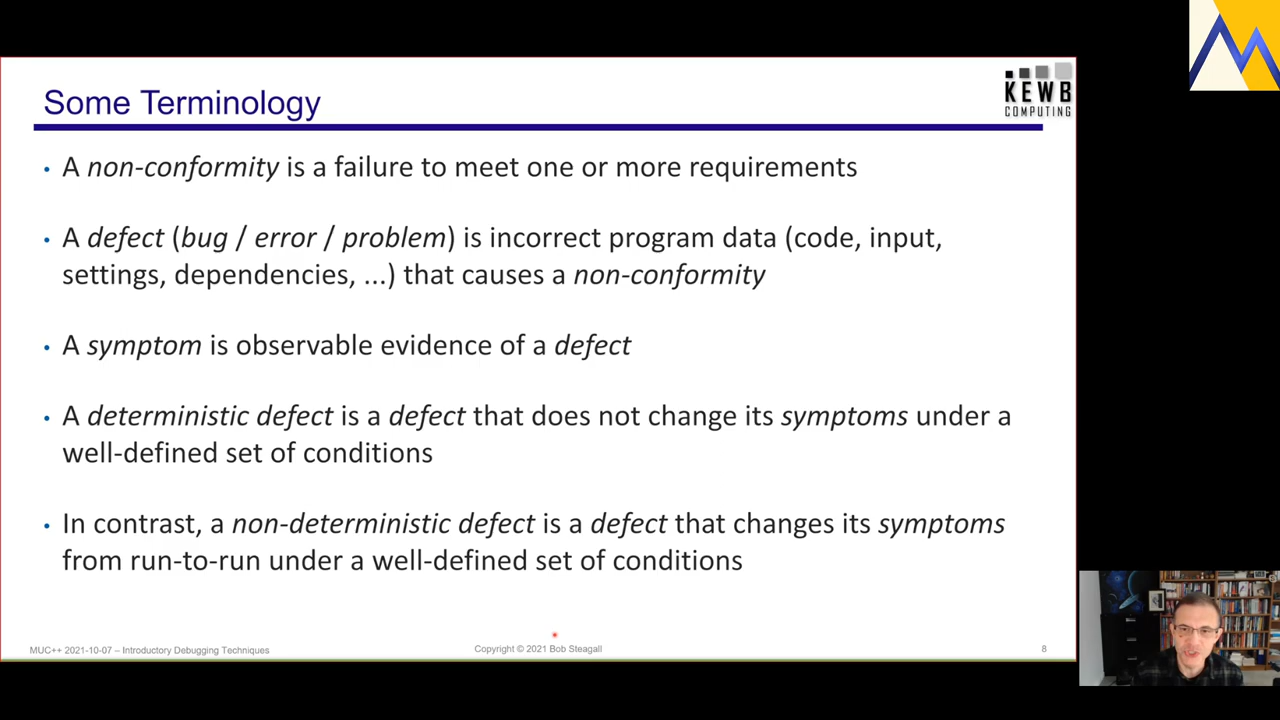 Some Terminology
KEWB
COMPUTING
• A non-conformity is a failure to meet one or more requirements
• A defect (bug / error / problem) is incorrect program data (code, input,
settings, dependencies, ...) that causes a non-conformity
• A symptom is observable evidence of a defect
• A deterministic defect is a defect that does not change its symptoms under a
well-defined set of conditions
• In contrast, a non-deterministic defect is a defect that changes its symptoms
from run-to-run under a well-defined set of conditions
MUC++ 2021-10-07 – Introductory Debugging Techniques
Copyright © 2021 Bob Steagall
8